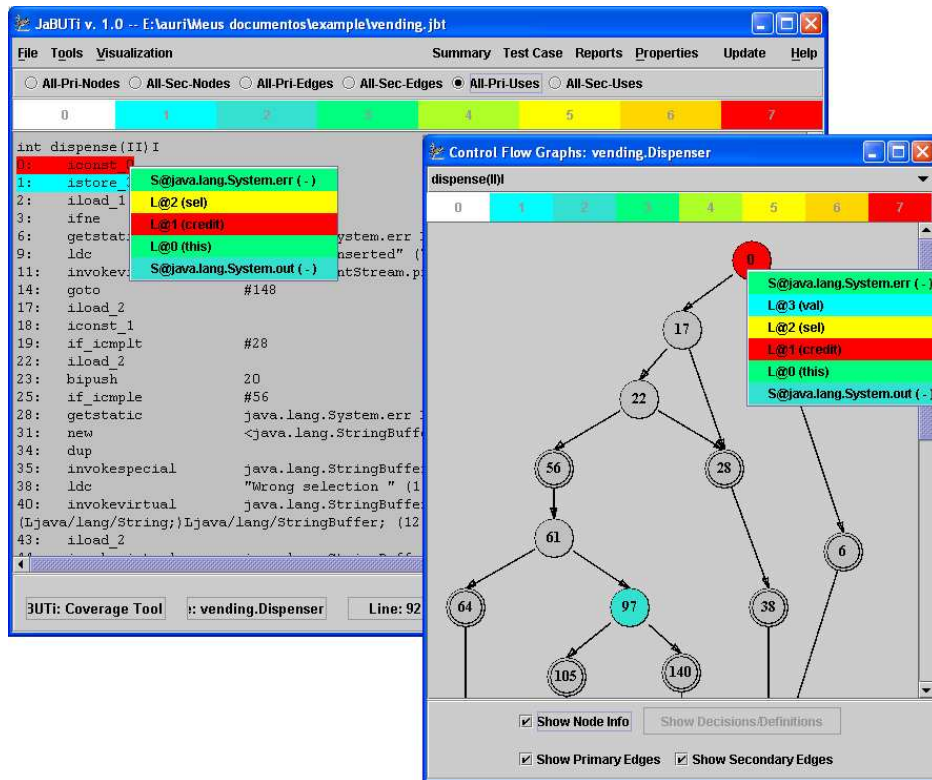 JaBUTi v. 1.0 -- E:\auri\Meus documentos\example\vending.jbt
File Tools Visualization Summary Test Case Reports Properties Update Help
All-Pri-Nodes All-Sec-Nodes All-Pri-Edges All-Sec-Edges All-Pri-Uses All-Sec-Uses
0 1 2 3 4 5 6 7
int dispense(II)I
0: iconst_0
1: istore_
2: iload_1
3: ifne
6: getstati ystem.err
9: ldc nserted" ("
11: invokevi ntStream.p
14: goto #148
17: iload_2
18: iconst_1
19: if_icmplt #28
22: iload_2
23: bipush 20
25: if_icmple #56
28: getstatic java.lang.System.err
31: new <java.lang.StringBuff
34: dup
35: invokespecial java.lang.StringBuffe
38: ldc "Wrong selection " (1
40: invokevirtual java.lang.StringBuffe
(Ljava/lang/String;)Ljava/lang/StringBuffer; (12
43: iload_2
S@java.lang.System.err ( - )
L@2 (sel)
L@1 (credit)
L@0 (this)
S@java.lang.System.out ( - )
BUTi: Coverage Tool : vending.Dispenser Line: 92
Control Flow Graphs: vending.Dispenser
dispense(II)I
0 1 2 3 4 5 6 7
0
S@java.lang.System.err ( - )
L@3 (val)
L@2 (sel)
L@1 (credit)
L@0 (this)
S@java.lang.System.out ( -
17
22
56 28
61 6
64 97 38
105 140
Show Node Info Show Decisions/Definitions
Show Primary Edges Show Secondary Edges